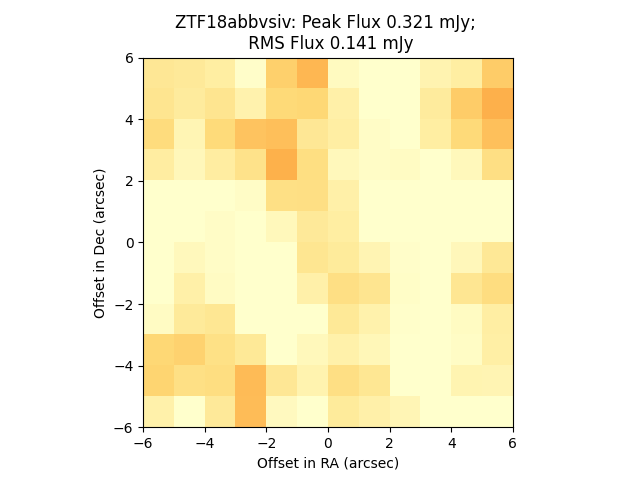 ZTF18abbvsiv: Peak Flux 0.321 mJy;
RMS Flux 0.141 mJy
6
4
2
0
−2
−4
−6
Offset in Dec (arcsec)
−6 −4 −2 0 2 4 6
Offset in RA (arcsec)